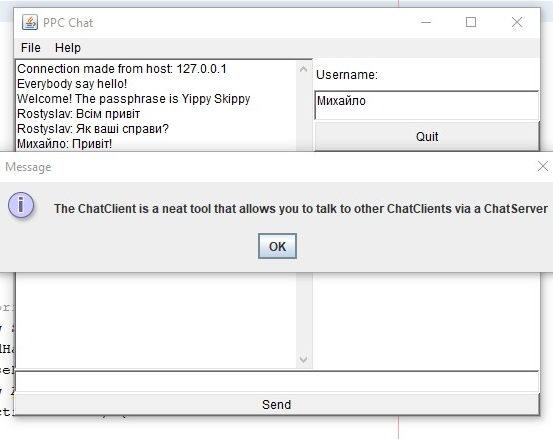 PPC Chat
File Help
Connection made from host: 127.0.0.1
Everybody say hello!
Welcome! The passphrase is Yippy Skippy
Rostyslav: Всім привіт
Rostyslav: Як ваші справи?
Михайло: Привіт!
Username:
Михайло
Quit
Message
The ChatClient is a neat tool that allows you to talk to other ChatClients via a ChatServer
OK
Send